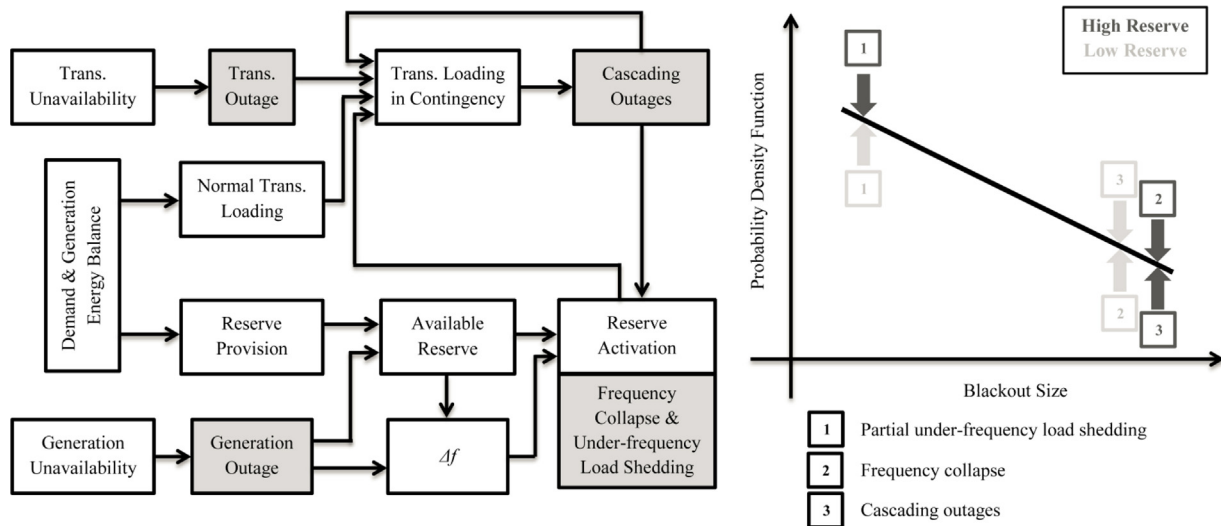 Trans.
Unavailability
Trans.
Outage
Trans. Loading
in Contingency
Cascading
Outages
Demand & Generation
Energy Balance
Normal Trans.
Loading
Reserve
Provision
Available
Reserve
Reserve
Activation
Frequency
Collapse &
Under-frequency
Load Shedding
Generation
Unavailability
Generation
Outage
Δf
Probability Density Function
High Reserve
Low Reserve
1
1
3
2
2
3
Blackout Size
1 Partial under-frequency load shedding
2 Frequency collapse
3 Cascading outages